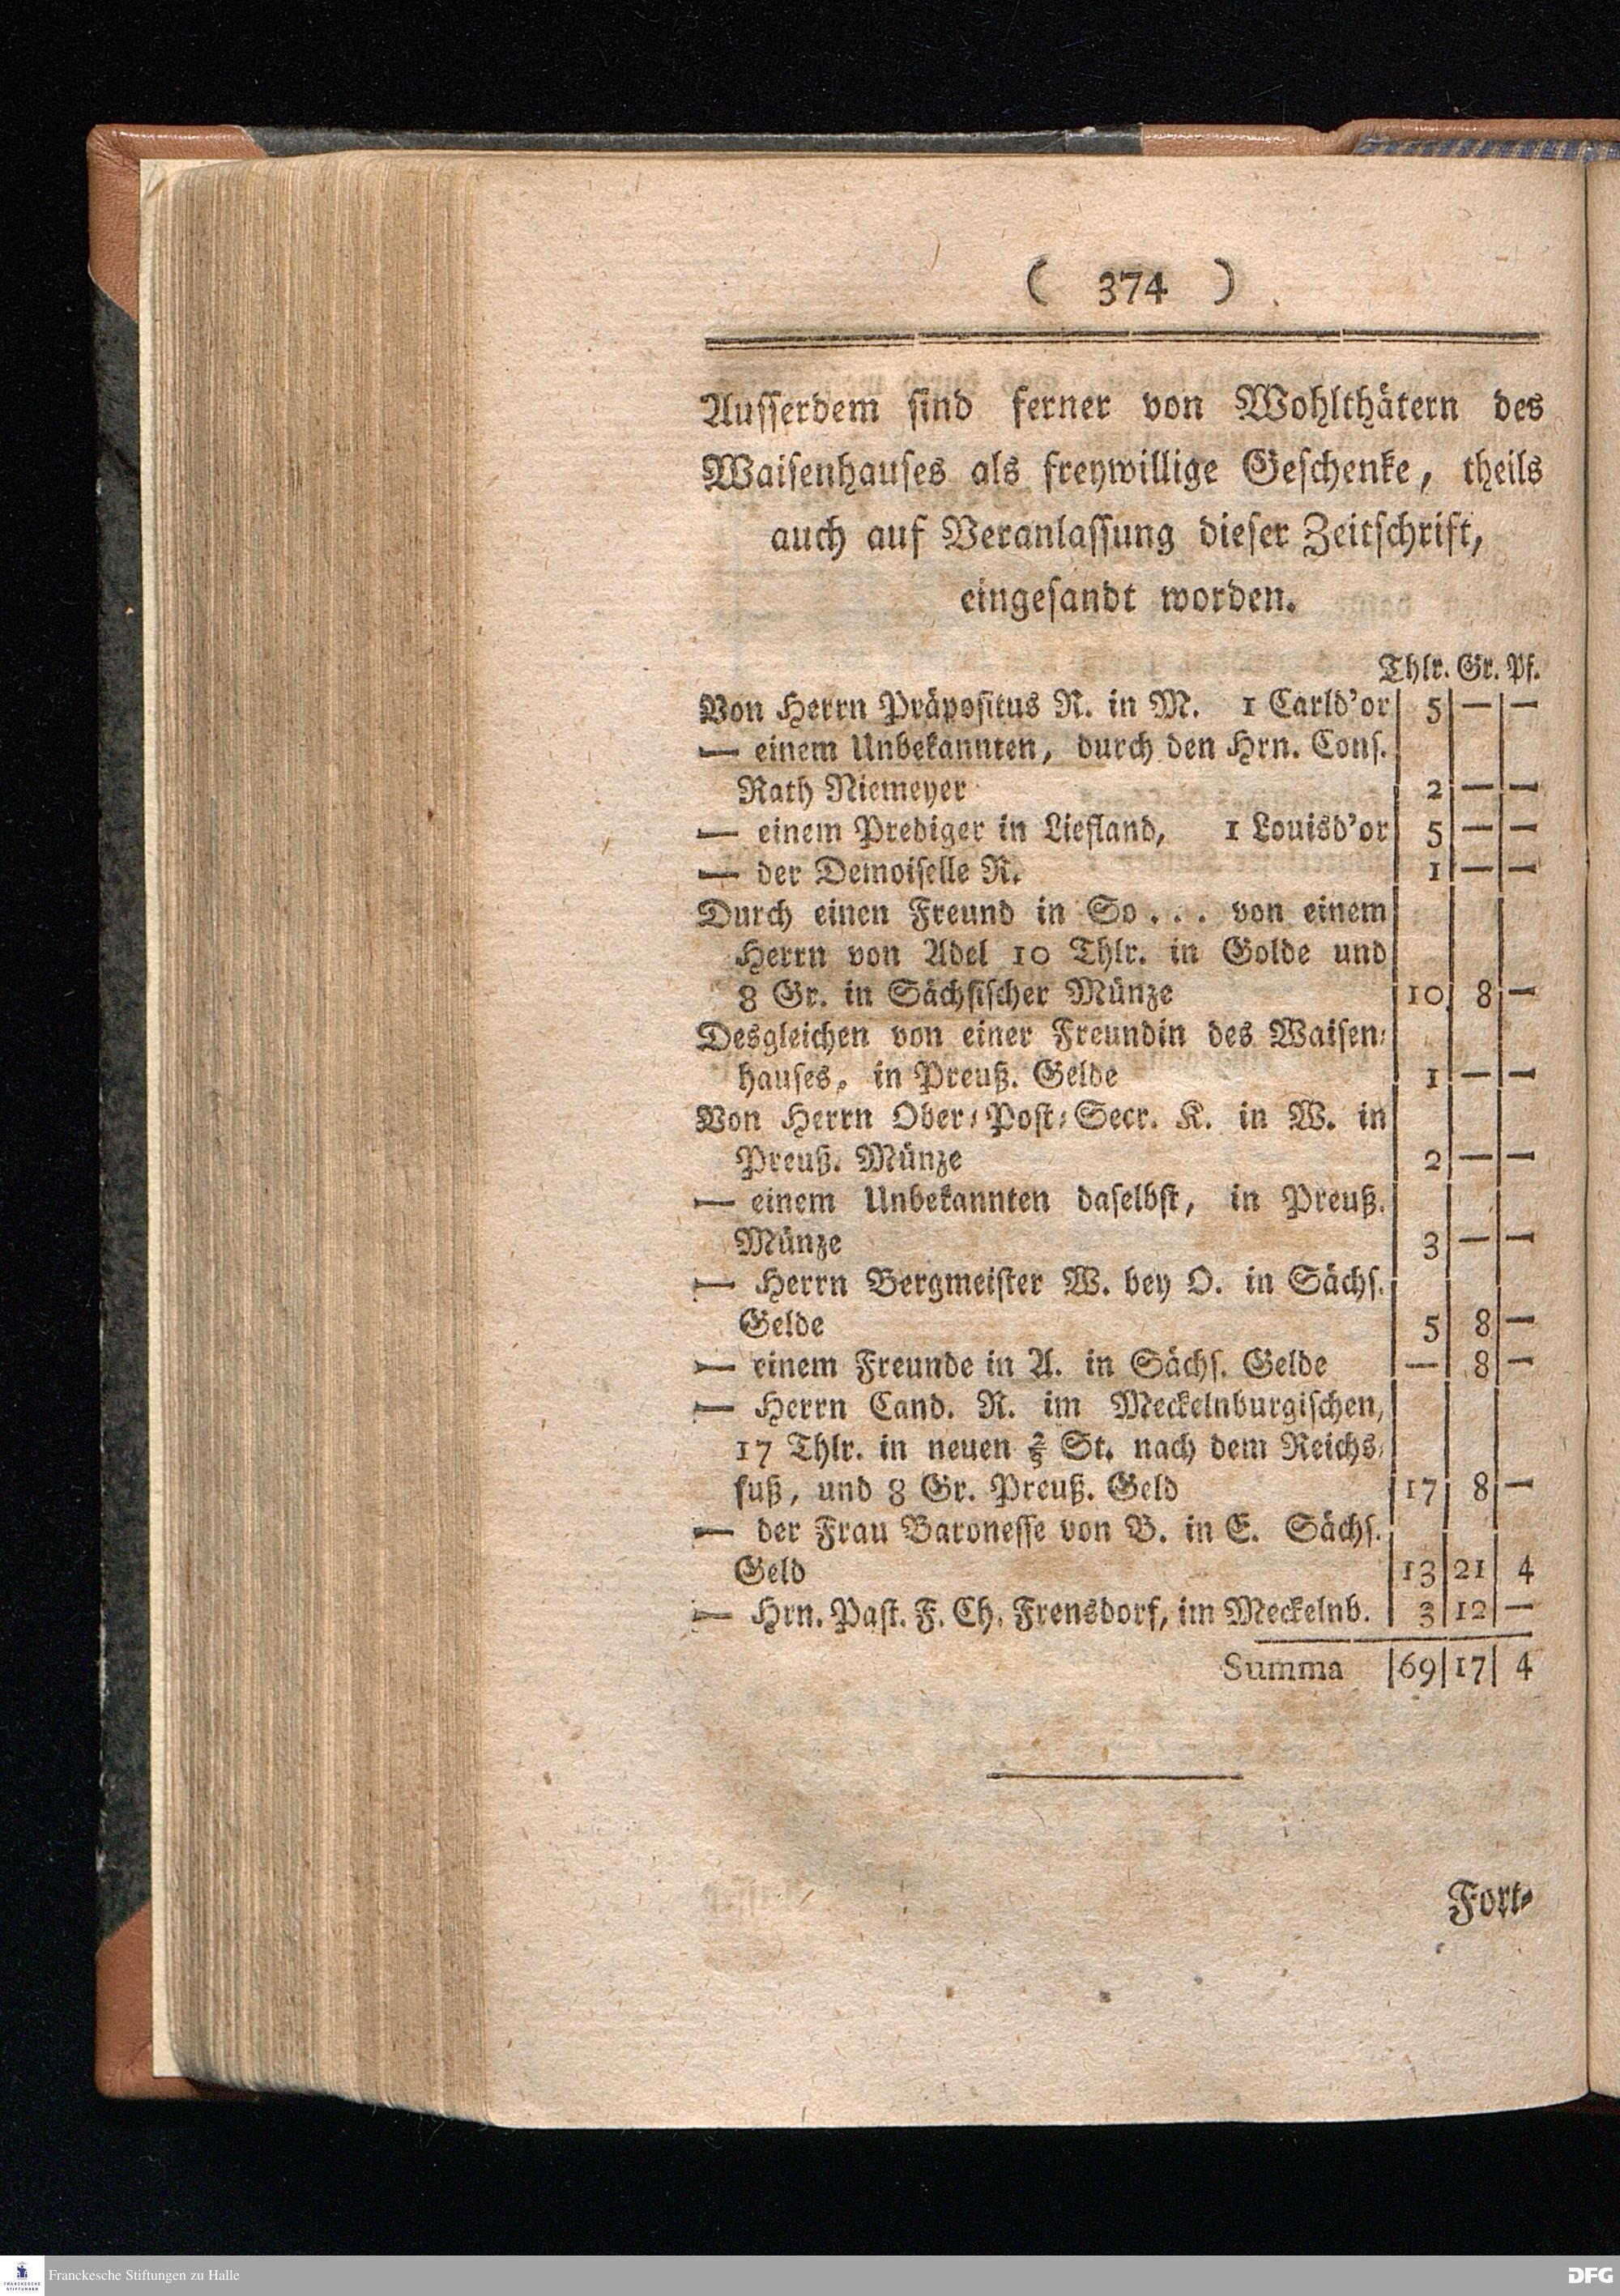 ( 374 )
Ausserdem sind ferner von Wohlthätern des
Waisenhauses als freywillige Geschenke, theils
auch auf Veranlassung dieser Zeitschrift,
eingesandt worden.
Thlr. Gr. Pf.
Von Herrn Präpositus R. in M. 1 Carld'or 5 — —
— einem Unbekannten, durch den Hrn. Cons.
Rath Niemeyer 2 — —
— einem Prediger in Liefland, 1 Louisd'or 5 — —
— der Demoiselle R. 1 — —
Durch einen Freund in So . . . von einem
Herrn von Adel 10 Thlr. in Golde und
8 Gr. in Sächsischer Münze 10 8 —
Desgleichen von einer Freundin des Waisen-
hauses, in Preuß. Gelde 1 — —
Von Herrn Ober-Post-Secr. K. in W. in
Preuß. Münze 2 — —
— einem Unbekannten daselbst, in Preuß.
Münze 3 — —
— Herrn Bergmeister W. bey O. in Sächs.
Gelde 5 8 —
— einem Freunde in A. in Sächs. Gelde — 8 —
— Herrn Cand. R. im Meckelnburgischen,
17 Thlr. in neuen ⅔ St. nach dem Reichs-
fuß, und 8 Gr. Preuß. Geld 17 8 —
— der Frau Baronesse von B. in E. Sächs.
Geld 13 21 4
— Hrn. Past. F. Ch. Frensdorf, im Meckelnb. 3 12 —
Summa 69 17 4
Fort-
FRANCKESCHE STIFTUNGEN
Franckesche Stiftungen zu Halle
DFG